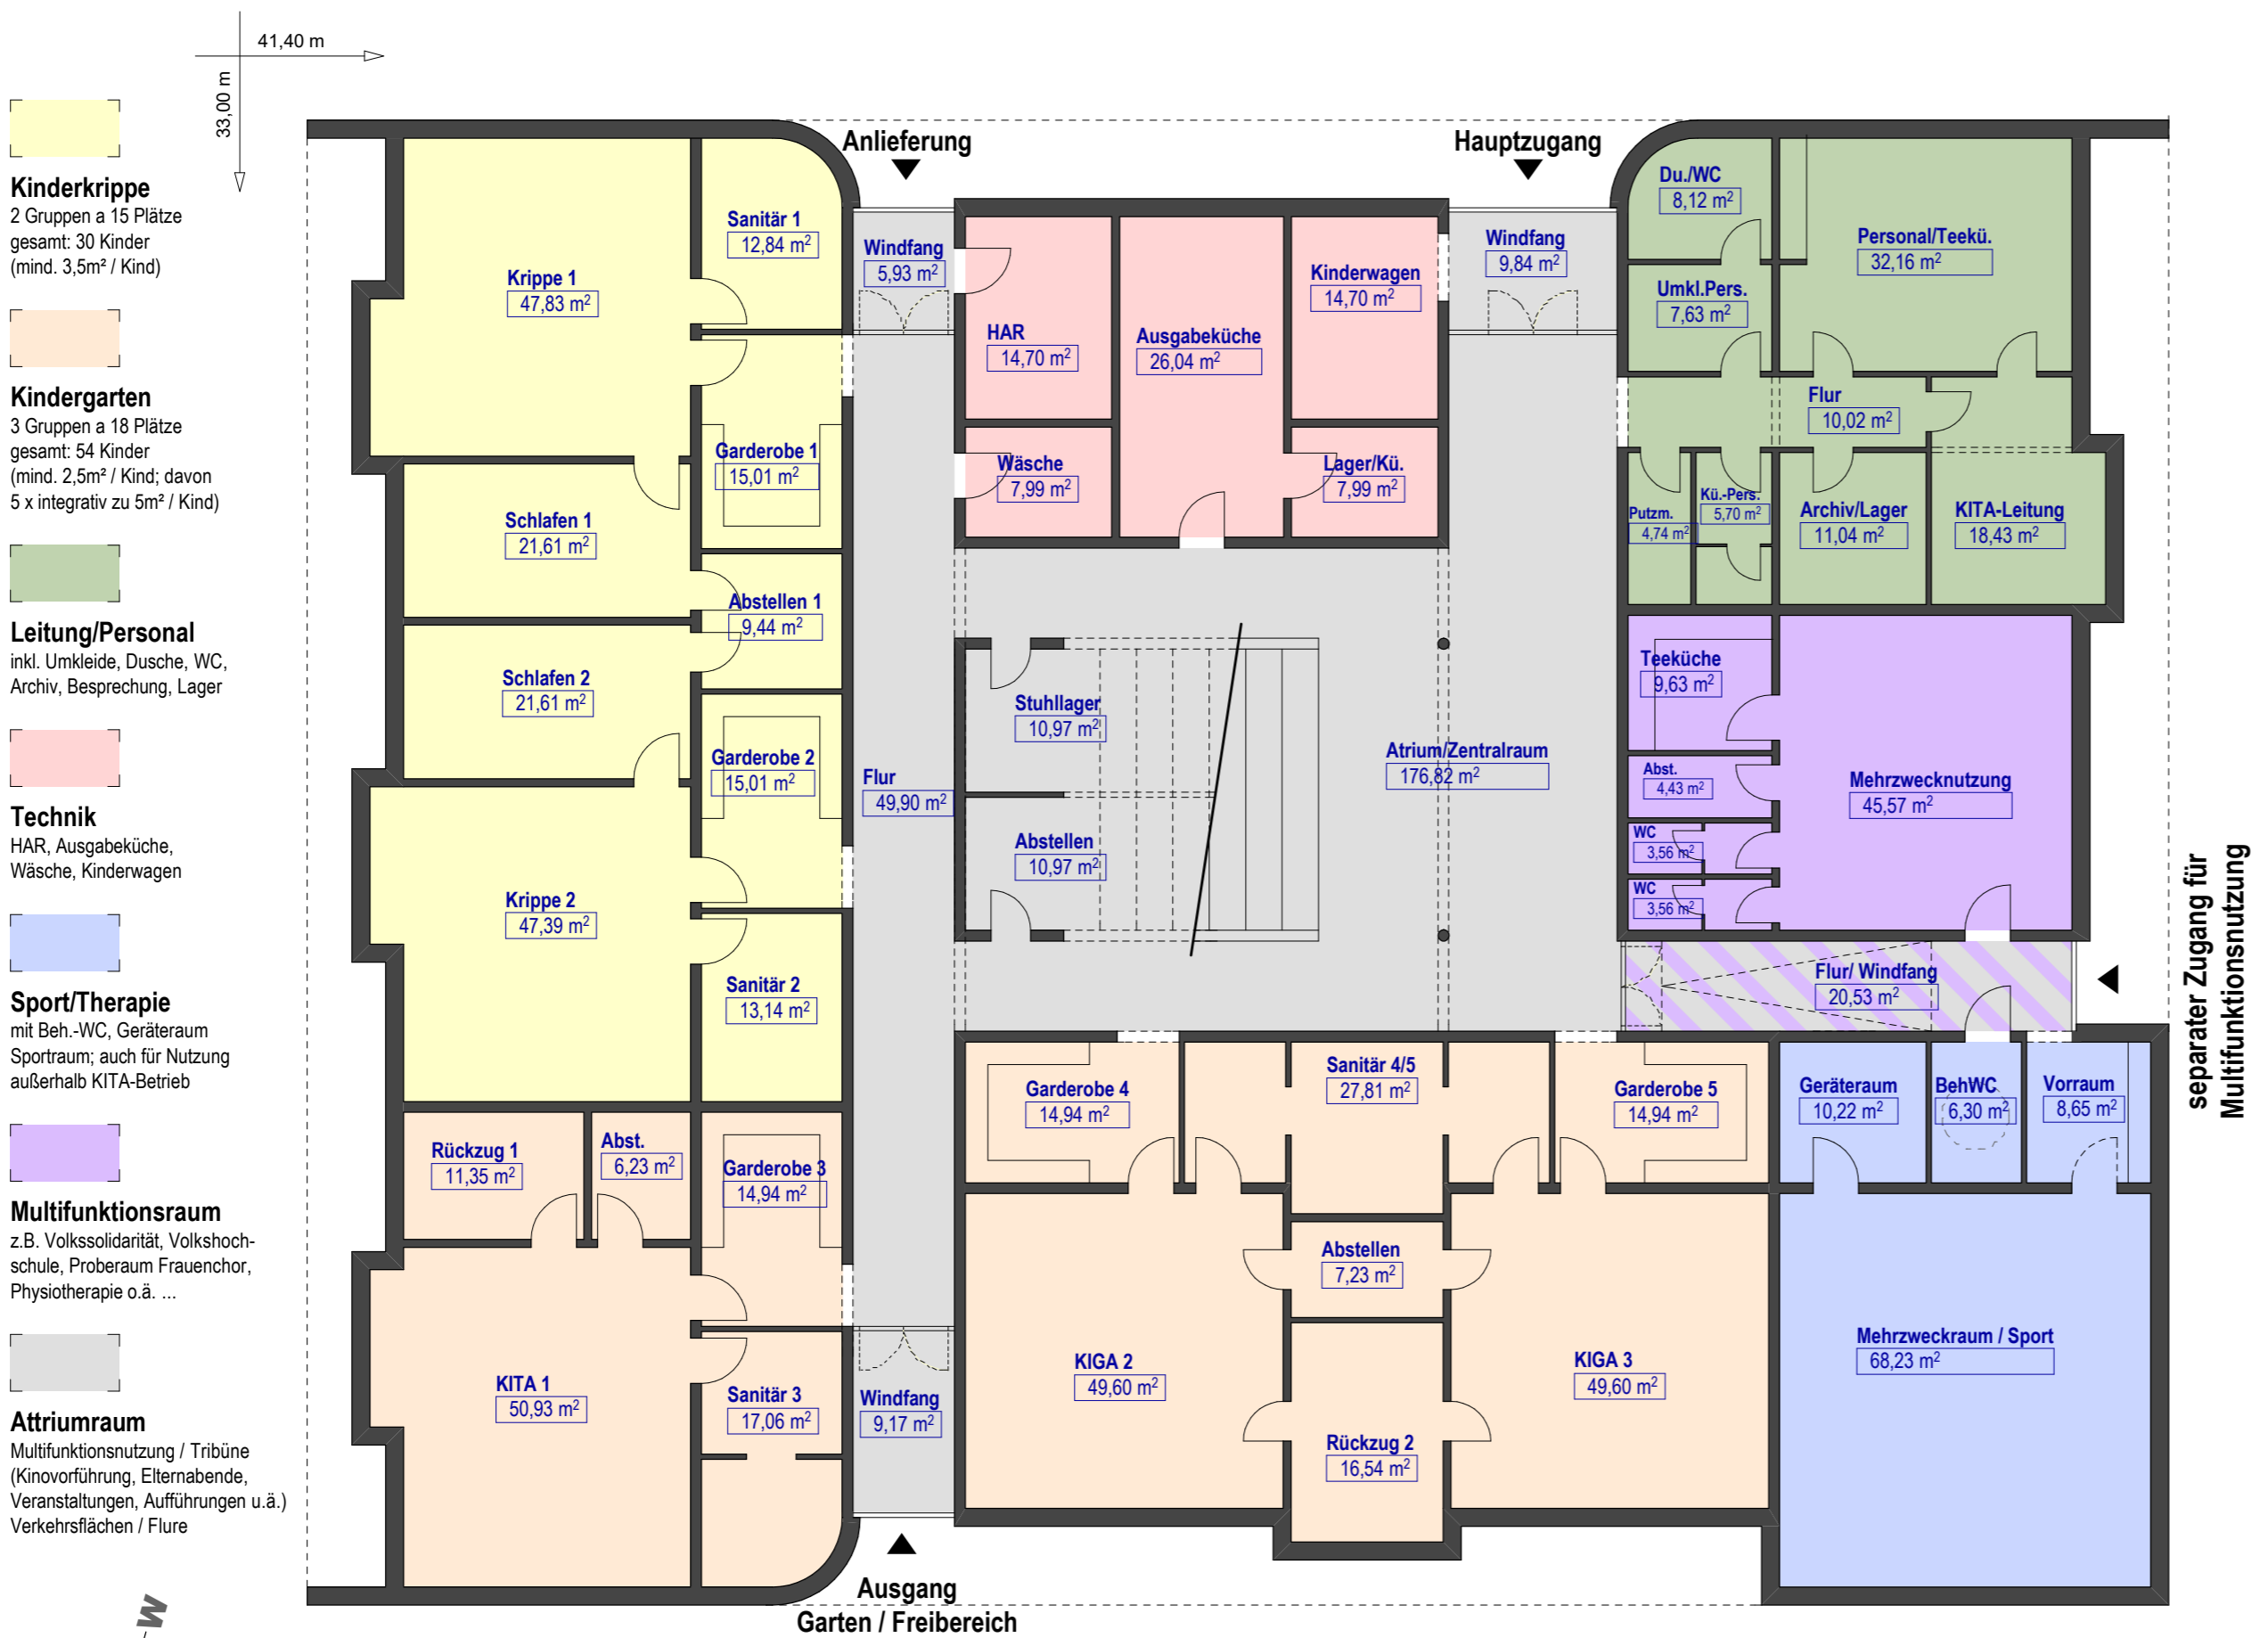 41,40 m
33,00 m
Kinderkrippe
2 Gruppen a 15 Plätze
gesamt: 30 Kinder
(mind. 3,5m² / Kind)
Kindergarten
3 Gruppen a 18 Plätze
gesamt: 54 Kinder
(mind. 2,5m² / Kind; davon
5 x integrativ zu 5m² / Kind)
Leitung/Personal
inkl. Umkleide, Dusche, WC,
Archiv, Besprechung, Lager
Technik
HAR, Ausgabeküche,
Wäsche, Kinderwagen
Sport/Therapie
mit Beh.-WC, Geräteraum
Sportraum; auch für Nutzung
außerhalb KITA-Betrieb
Multifunktionsraum
z.B. Volkssolidarität, Volkshoch-
schule, Proberaum Frauenchor,
Physiotherapie o.ä. ...
Attriumraum
Multifunktionsnutzung / Tribüne
(Kinovorführung, Elternabende,
Veranstaltungen, Aufführungen u.ä.)
Verkehrsflächen / Flure
W
Anlieferung
Hauptzugang
Krippe 1
47,83 m²
Sanitär 1
12,84 m²
Windfang
5,93 m²
HAR
14,70 m²
Ausgabeküche
26,04 m²
Kinderwagen
14,70 m²
Windfang
9,84 m²
Du./WC
8,12 m²
Personal/Teekü.
32,16 m²
Umkl.Pers.
7,63 m²
Flur
10,02 m²
Garderobe 1
15,01 m²
Wäsche
7,99 m²
Lager/Kü.
7,99 m²
Putzm.
4,74 m²
Kü.-Pers.
5,70 m²
Archiv/Lager
11,04 m²
KITA-Leitung
18,43 m²
Schlafen 1
21,61 m²
Abstellen 1
9,44 m²
Schlafen 2
21,61 m²
Garderobe 2
15,01 m²
Flur
49,90 m²
Stuhllager
10,97 m²
Abstellen
10,97 m²
Atrium/Zentralraum
176,82 m²
Teeküche
9,63 m²
Abst.
4,43 m²
WC
3,56 m²
WC
3,56 m²
Mehrzwecknutzung
45,57 m²
Krippe 2
47,39 m²
Sanitär 2
13,14 m²
Flur/ Windfang
20,53 m²
separater Zugang für
Multifunktionsnutzung
Rückzug 1
11,35 m²
Abst.
6,23 m²
Garderobe 3
14,94 m²
Garderobe 4
14,94 m²
Sanitär 4/5
27,81 m²
Garderobe 5
14,94 m²
Geräteraum
10,22 m²
BehWC
6,30 m²
Vorraum
8,65 m²
Abstellen
7,23 m²
KITA 1
50,93 m²
Sanitär 3
17,06 m²
Windfang
9,17 m²
KIGA 2
49,60 m²
Rückzug 2
16,54 m²
KIGA 3
49,60 m²
Mehrzweckraum / Sport
68,23 m²
Ausgang
Garten / Freibereich